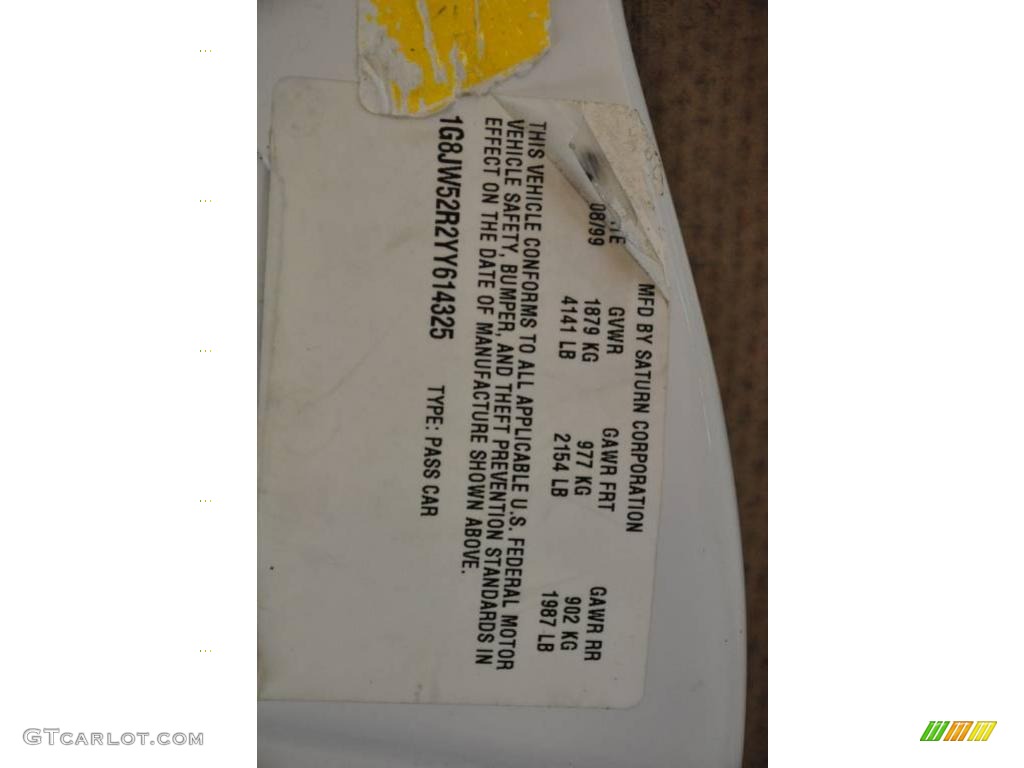 MFD BY SATURN CORPORATION
GVWR GAWR FRT GAWR RR
08/99 1879 KG 977 KG 902 KG
4141 LB 2154 LB 1987 LB
THIS VEHICLE CONFORMS TO ALL APPLICABLE U.S. FEDERAL MOTOR
VEHICLE SAFETY, BUMPER, AND THEFT PREVENTION STANDARDS IN
EFFECT ON THE DATE OF MANUFACTURE SHOWN ABOVE.
1G8JW52R2YY614325 TYPE: PASS CAR
GTCARLOT.COM